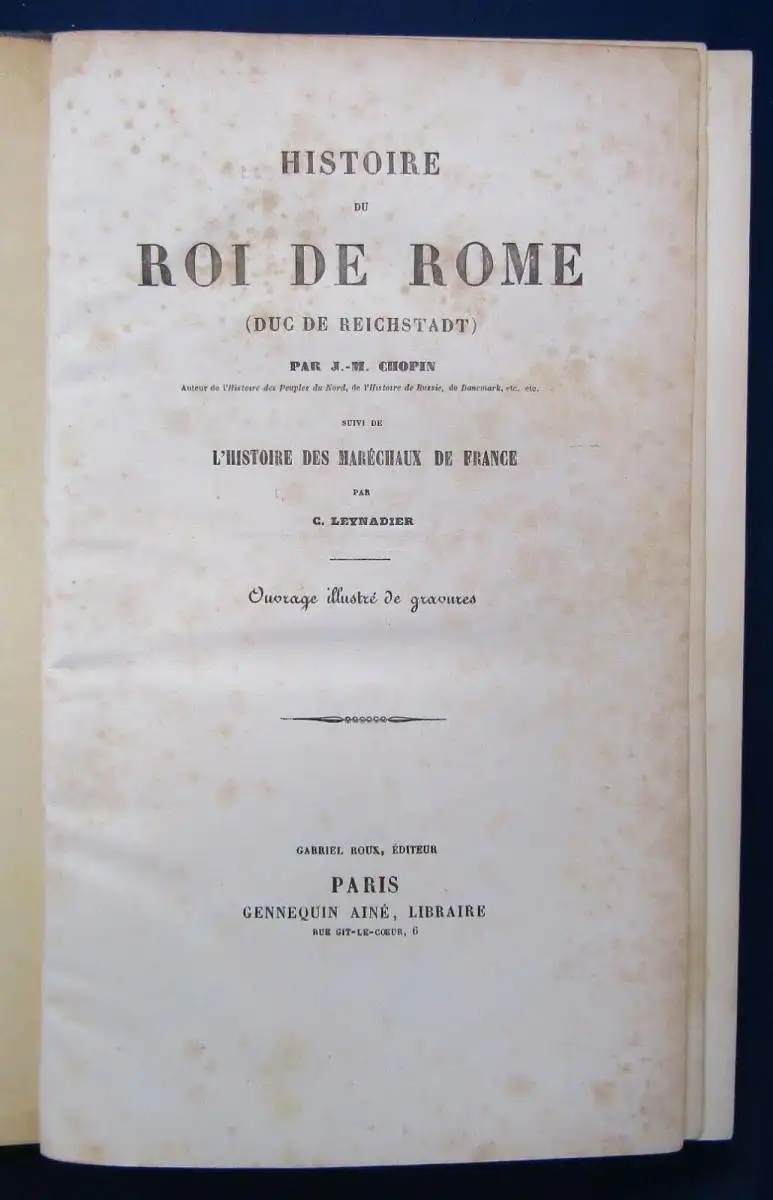 HISTOIRE
DU
ROI DE ROME
(DUC DE REICHSTADT)
PAR J.-M. CHOPIN
Auteur de l'Histoire des Peuples du Nord, de l'Histoire de Russie, de Danemark, etc. etc.
SUIVI DE
L'HISTOIRE DES MARÉCHAUX DE FRANCE
PAR
C. LEYNADIER
Ouvrage illustré de gravures
GABRIEL ROUX, ÉDITEUR
PARIS
GENNEQUIN AINÉ, LIBRAIRE
RUE GIT-LE-CŒUR, 6